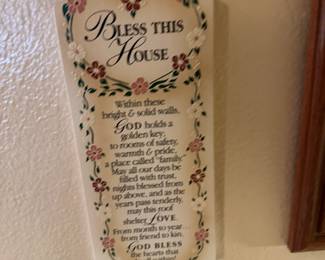 BLESS THIS
HOUSE
Within these
bright & solid walls,
GOD holds a
golden key;
to rooms of safety,
warmth & pride,
a place called "family."
May all our days be
filled with trust,
nights blessed from
up above, and as the
years pass tenderly,
may this roof
shelter LOVE.
From month to year...
from friend to kin,
GOD BLESS
the hearts that